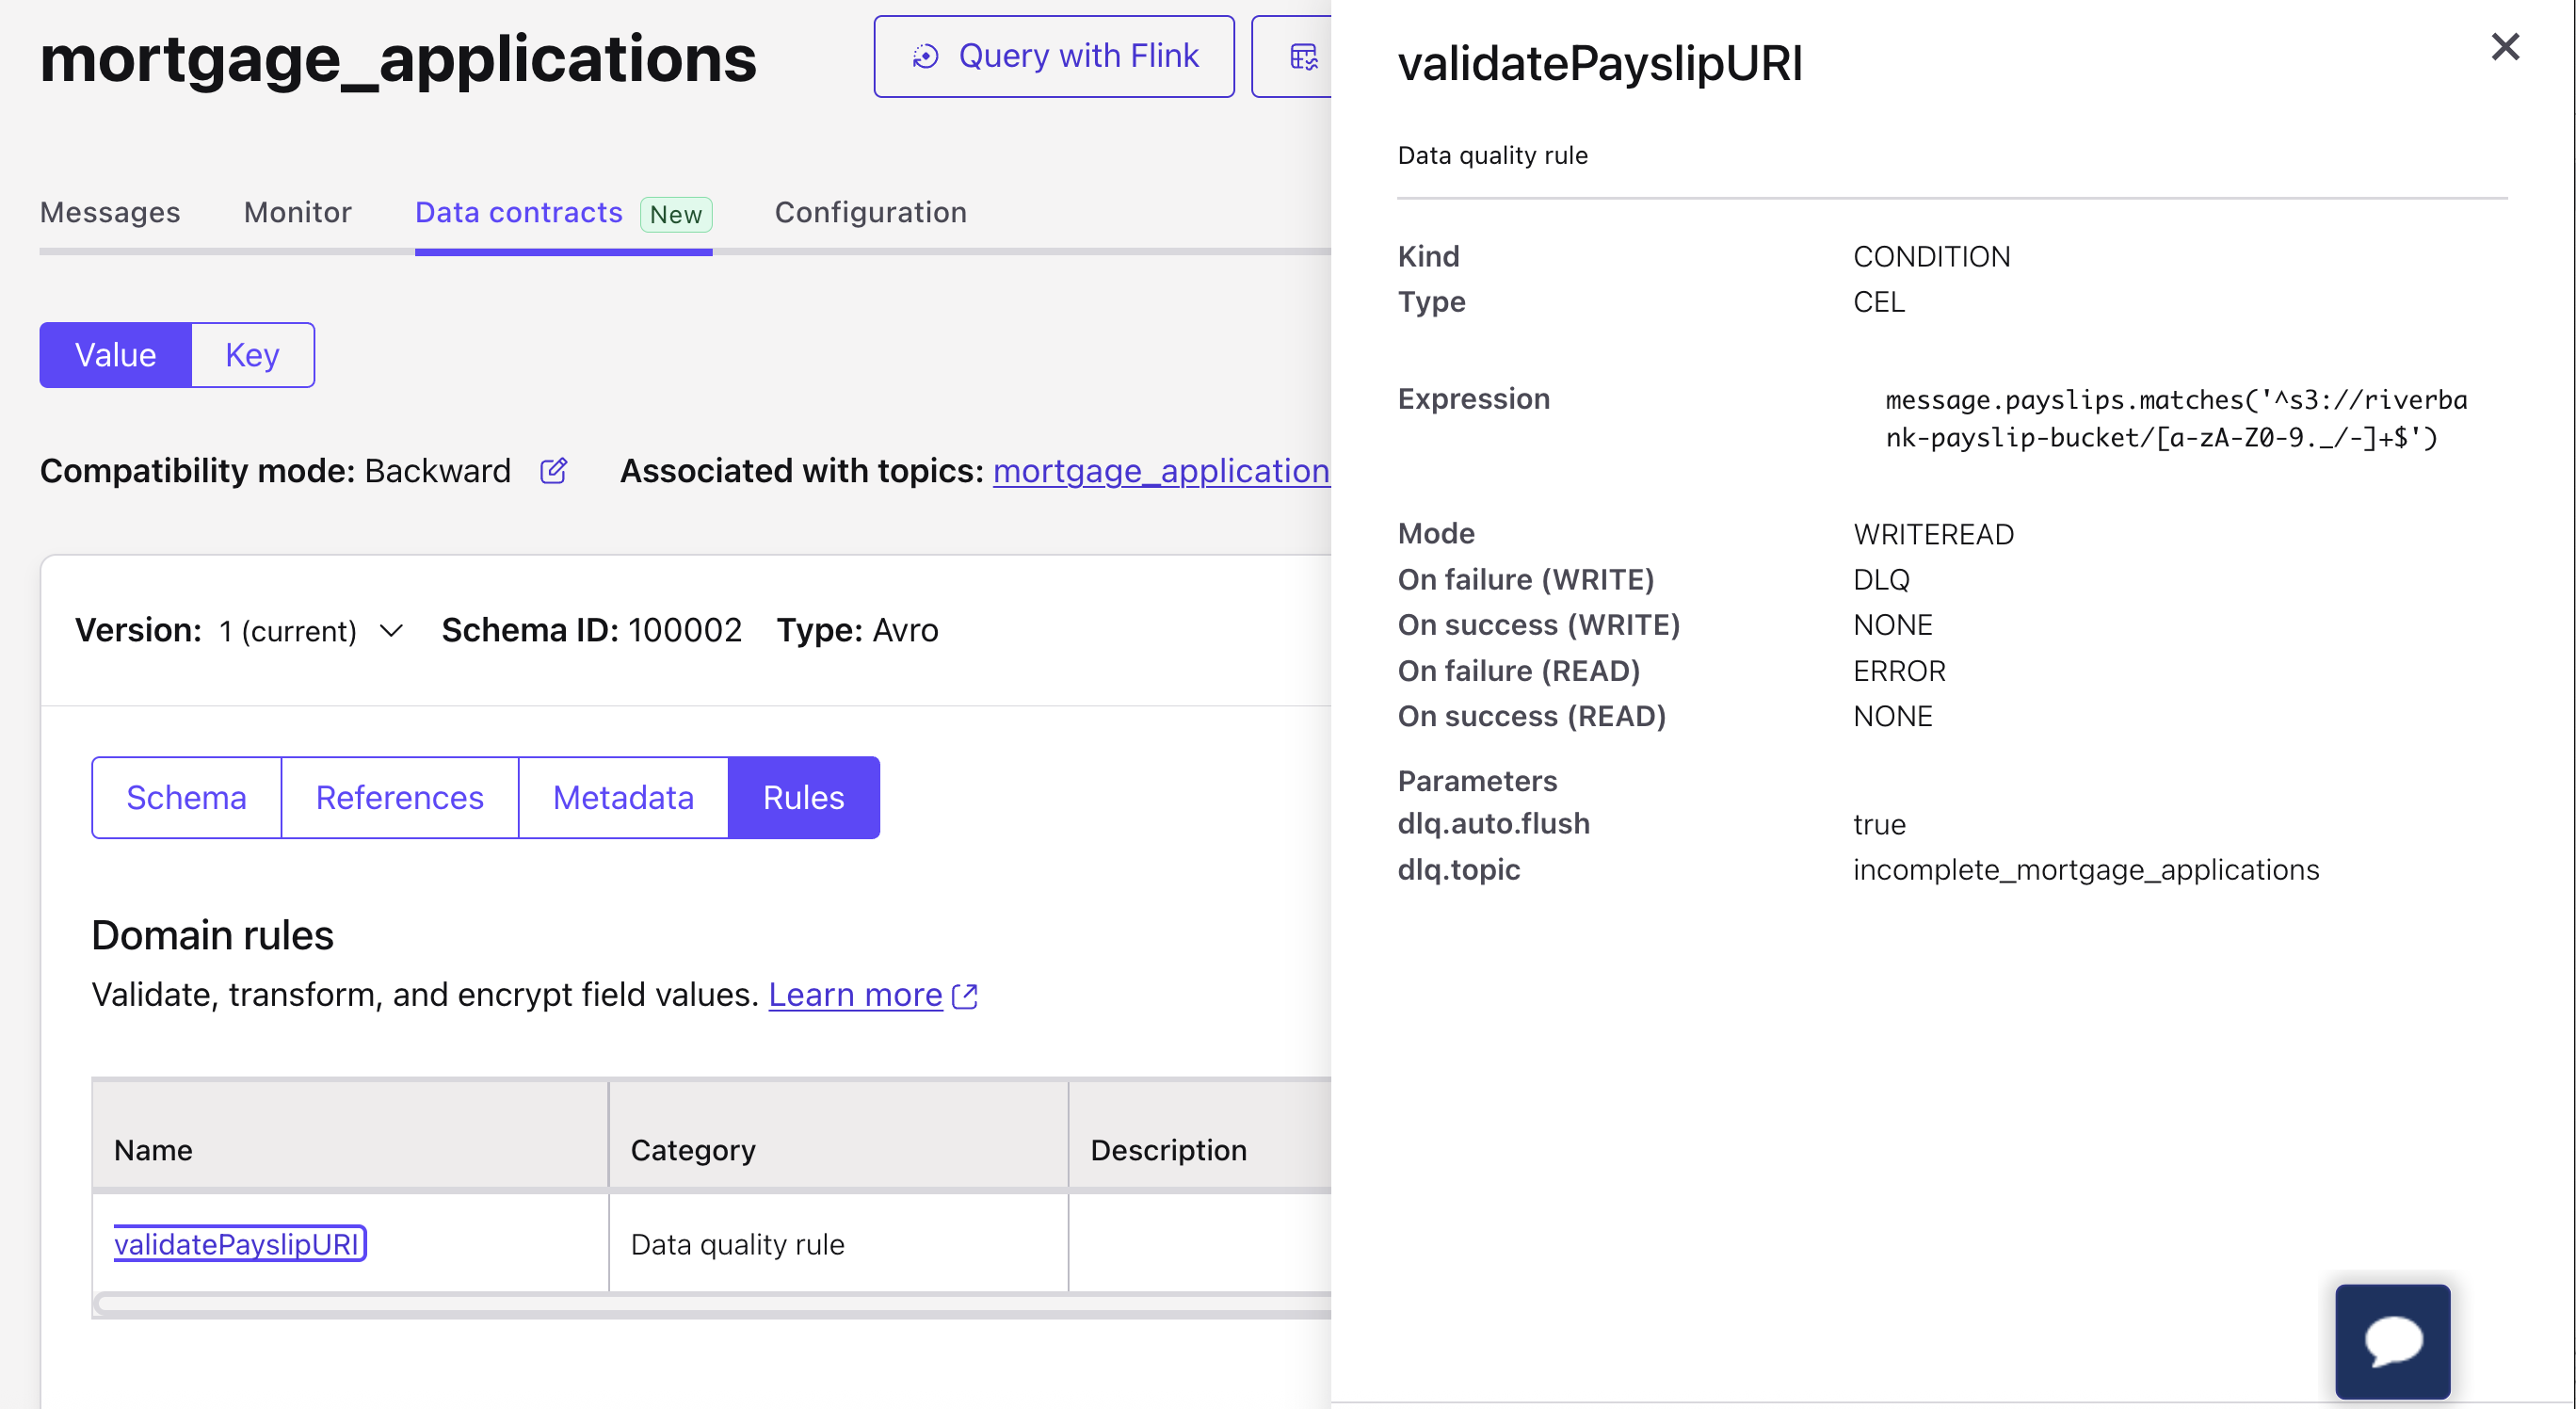 mortgage_applications
Query with Flink
Messages
Monitor
Data contracts New
Configuration
Value
Key
Compatibility mode: Backward
Associated with topics: mortgage_application
Version: 1 (current)
Schema ID: 100002
Type: Avro
Schema
References
Metadata
Rules
Domain rules
Validate, transform, and encrypt field values. Learn more
Name
Category
Description
validatePayslipURI
Data quality rule
validatePayslipURI
Data quality rule
Kind CONDITION
Type CEL
Expression message.payslips.matches('^s3://riverba
nk-payslip-bucket/[a-zA-Z0-9._/-]+$')
Mode WRITEREAD
On failure (WRITE) DLQ
On success (WRITE) NONE
On failure (READ) ERROR
On success (READ) NONE
Parameters
dlq.auto.flush true
dlq.topic incomplete_mortgage_applications